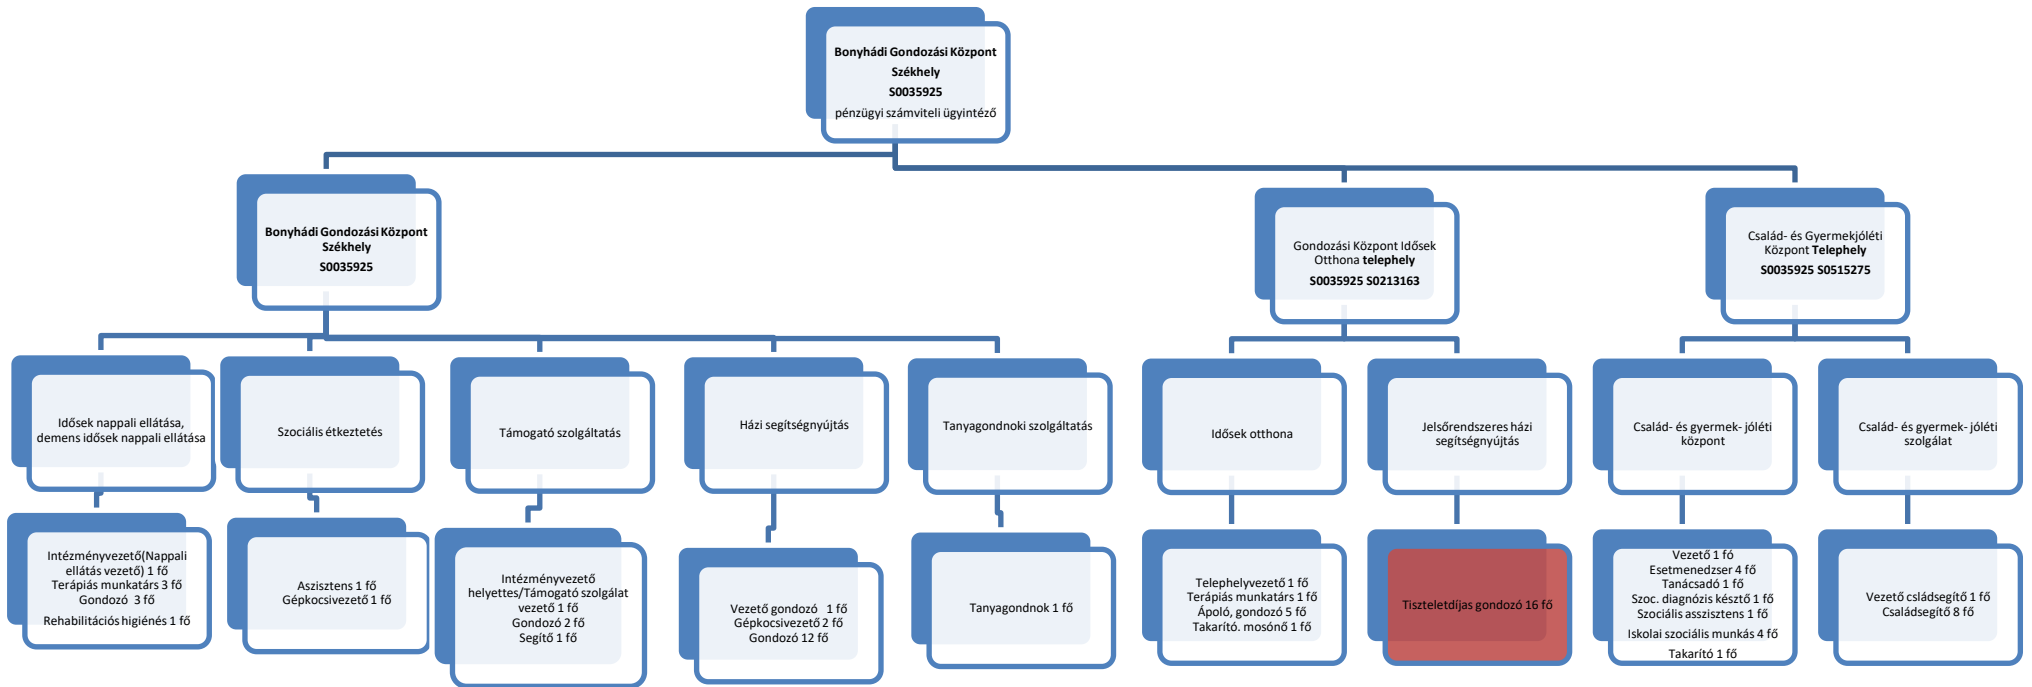 Bonyhádi Gondozási Központ
Székhely
S0035925
pénzügyi számviteli ügyintéző
Bonyhádi Gondozási Központ
Székhely
S0035925
Gondozási Központ Idősek
Otthona telephely
S0035925 S0213163
Család- és Gyermekjóléti
Központ Telephely
S0035925 S0515275
Idősek nappali ellátása,
demens idősek nappali ellátása
Szociális étkeztetés
Támogató szolgáltatás
Házi segítségnyújtás
Tanyagondnoki szolgáltatás
Idősek otthona
Jelsőrendszeres házi
segítségnyújtás
Család- és gyermek- jóléti
központ
Család- és gyermek- jóléti
szolgálat
Intézményvezető(Nappali
ellátás vezető) 1 fő
Terápiás munkatárs 3 fő
Gondozó 3 fő
Rehabilitációs higiénés 1 fő
Aszisztens 1 fő
Gépkocsivezető 1 fő
Intézményvezető
helyettes/Támogató szolgálat
vezető 1 fő
Gondozó 2 fő
Segítő 1 fő
Vezető gondozó 1 fő
Gépkocsivezető 2 fő
Gondozó 12 fő
Tanyagondnok 1 fő
Telephelyvezető 1 fő
Terápiás munkatárs 1 fő
Ápoló, gondozó 5 fő
Takarító. mosónő 1 fő
Tiszteletdíjas gondozó 16 fő
Vezető 1 fó
Esetmenedzser 4 fő
Tanácsadó 1 fő
Szoc. diagnózis késztő 1 fő
Szociális asszisztens 1 fő
Iskolai szociális munkás 4 fő
Takarító 1 fő
Vezető csládsegítő 1 fő
Családsegítő 8 fő